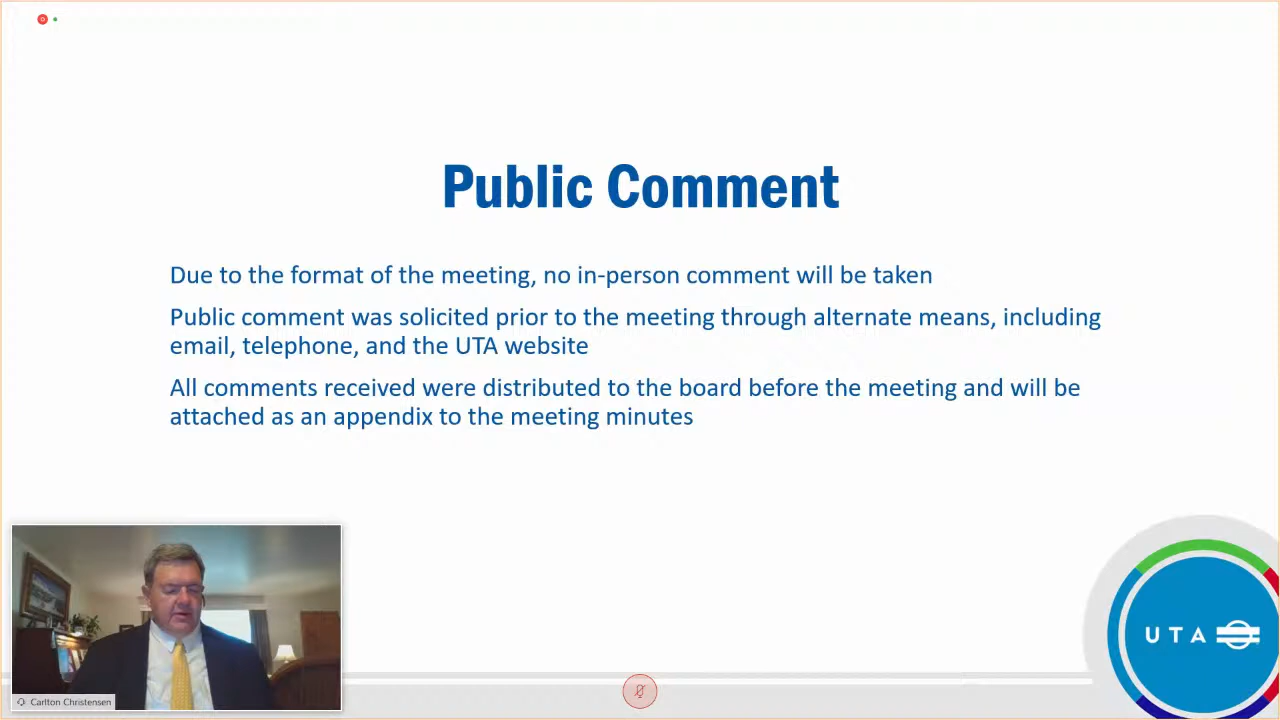 Public Comment
Due to the format of the meeting, no in-person comment will be taken
Public comment was solicited prior to the meeting through alternate means, including
email, telephone, and the UTA website
All comments received were distributed to the board before the meeting and will be
attached as an appendix to the meeting minutes
UTA
Carlton Christensen